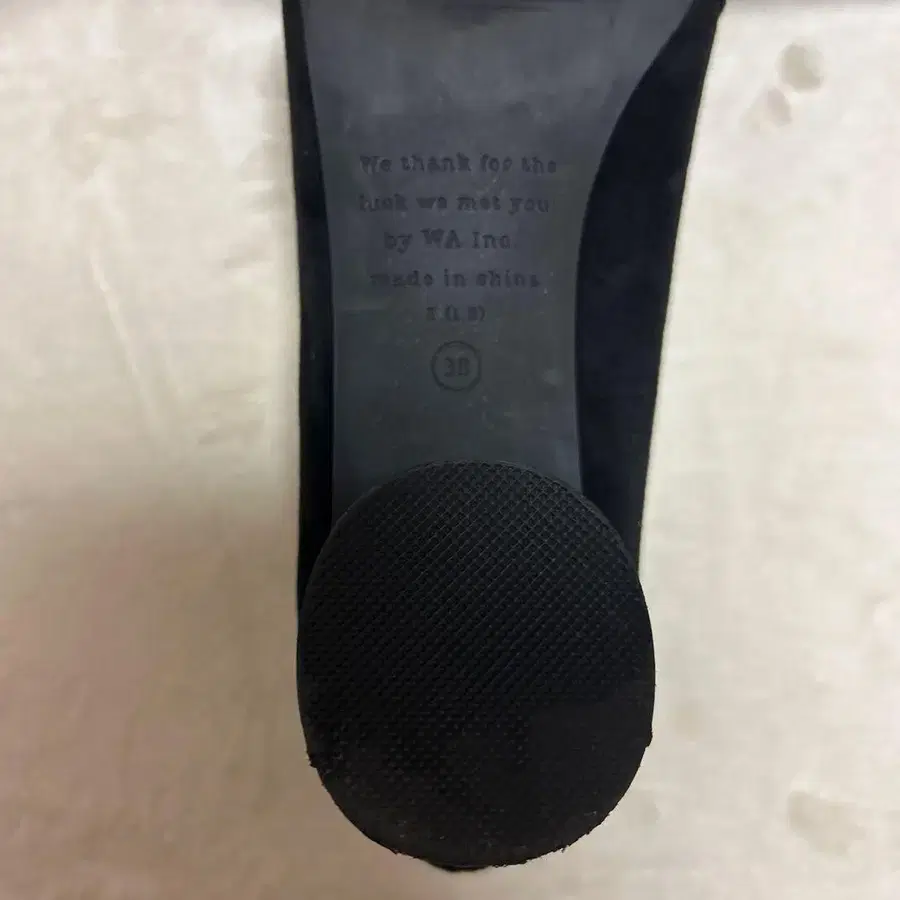 We thank for the
luck we met you
by WA Inc.
made in china
38